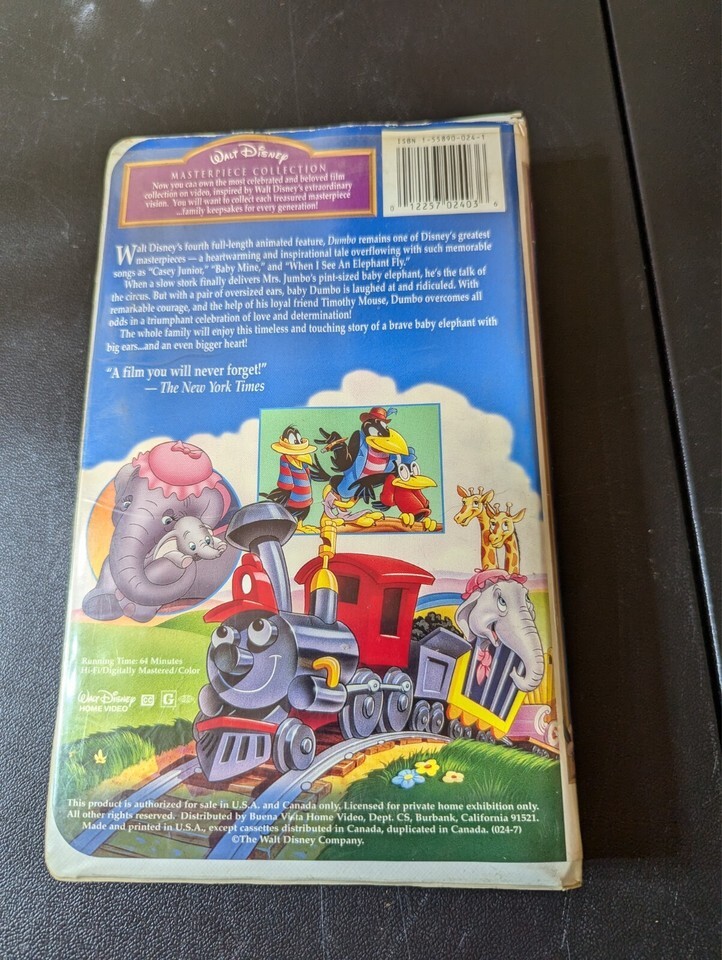 Walt Disney
MASTERPIECE COLLECTION
Now you can own the most celebrated and beloved film
collection on video, inspired by Walt Disney's extraordinary
vision. You will want to collect each treasured masterpiece
...family keepsakes for every generation!
ISBN 1-55890-024-1
8 12257 02403 6
Walt Disney's fourth full-length animated feature, Dumbo remains one of Disney's greatest
masterpieces — a heartwarming and inspirational tale overflowing with such memorable
songs as "Casey Junior," "Baby Mine," and "When I See An Elephant Fly."
When a slow stork finally delivers Mrs. Jumbo's pint-sized baby elephant, he's the talk of
the circus. But with a pair of oversized ears, baby Dumbo is laughed at and ridiculed. With
remarkable courage, and the help of his loyal friend Timothy Mouse, Dumbo overcomes all
odds in a triumphant celebration of love and determination!
The whole family will enjoy this timeless and touching story of a brave baby elephant with
big ears...and an even bigger heart!
"A film you will never forget!"
— The New York Times
Running Time: 64 Minutes
Hi-Fi/Digitally Mastered/Color
Walt Disney
HOME VIDEO
CC
G
This product is authorized for sale in U.S.A. and Canada only. Licensed for private home exhibition only.
All other rights reserved. Distributed by Buena Vista Home Video, Dept. CS, Burbank, California 91521.
Made and printed in U.S.A., except cassettes distributed in Canada, duplicated in Canada. (024-7)
©The Walt Disney Company.